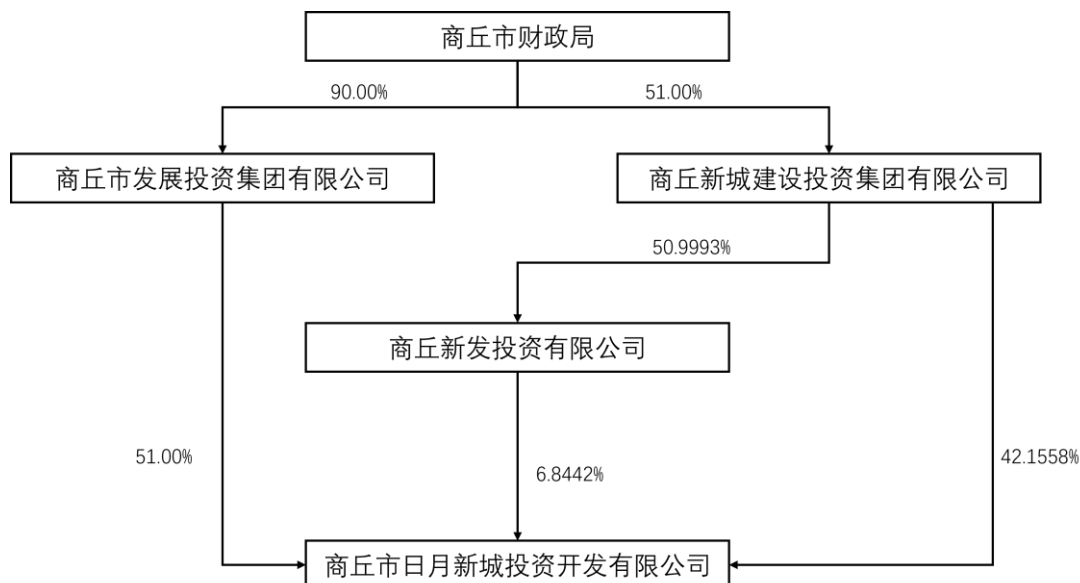 商丘市财政局
90.00%
51.00%
商丘市发展投资集团有限公司
商丘新城建设投资集团有限公司
50.9993%
商丘新发投资有限公司
51.00%
6.8442%
42.1558%
商丘市日月新城投资开发有限公司